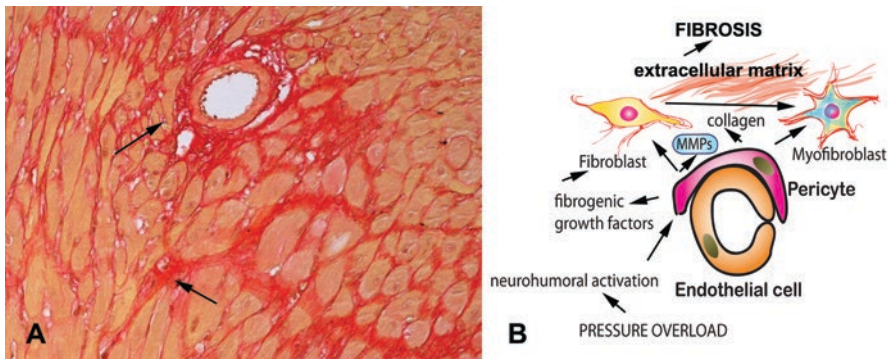 A
FIBROSIS
extracellular matrix
collagen
MMPs
Fibroblast
Myofibroblast
Pericyte
fibrogenic
growth factors
neurohumoral activation
Endothelial cell
PRESSURE OVERLOAD
B